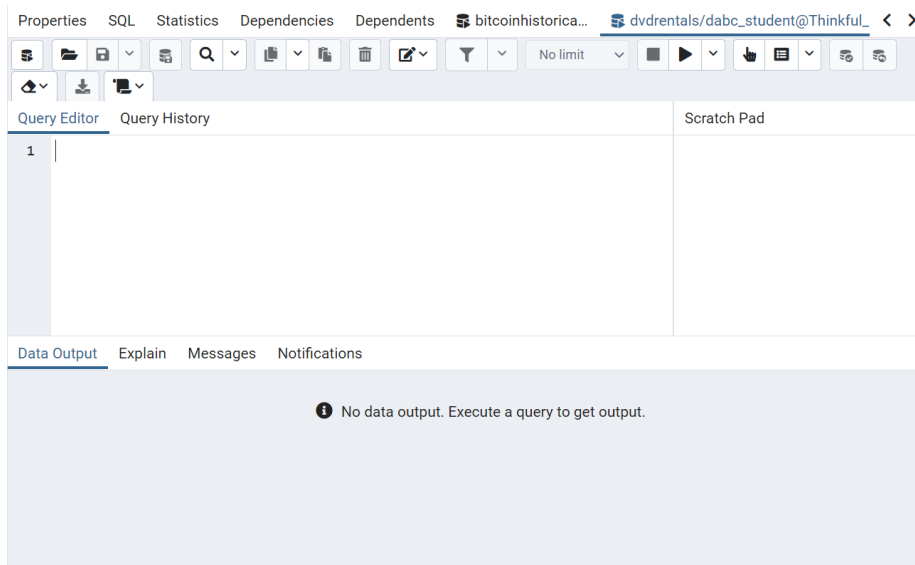 Properties SQL Statistics Dependencies Dependents bitcoinhistorica... dvdrentals/dabc_student@Thinkful_
No limit
Query Editor Query History Scratch Pad
1
Data Output Explain Messages Notifications
No data output. Execute a query to get output.